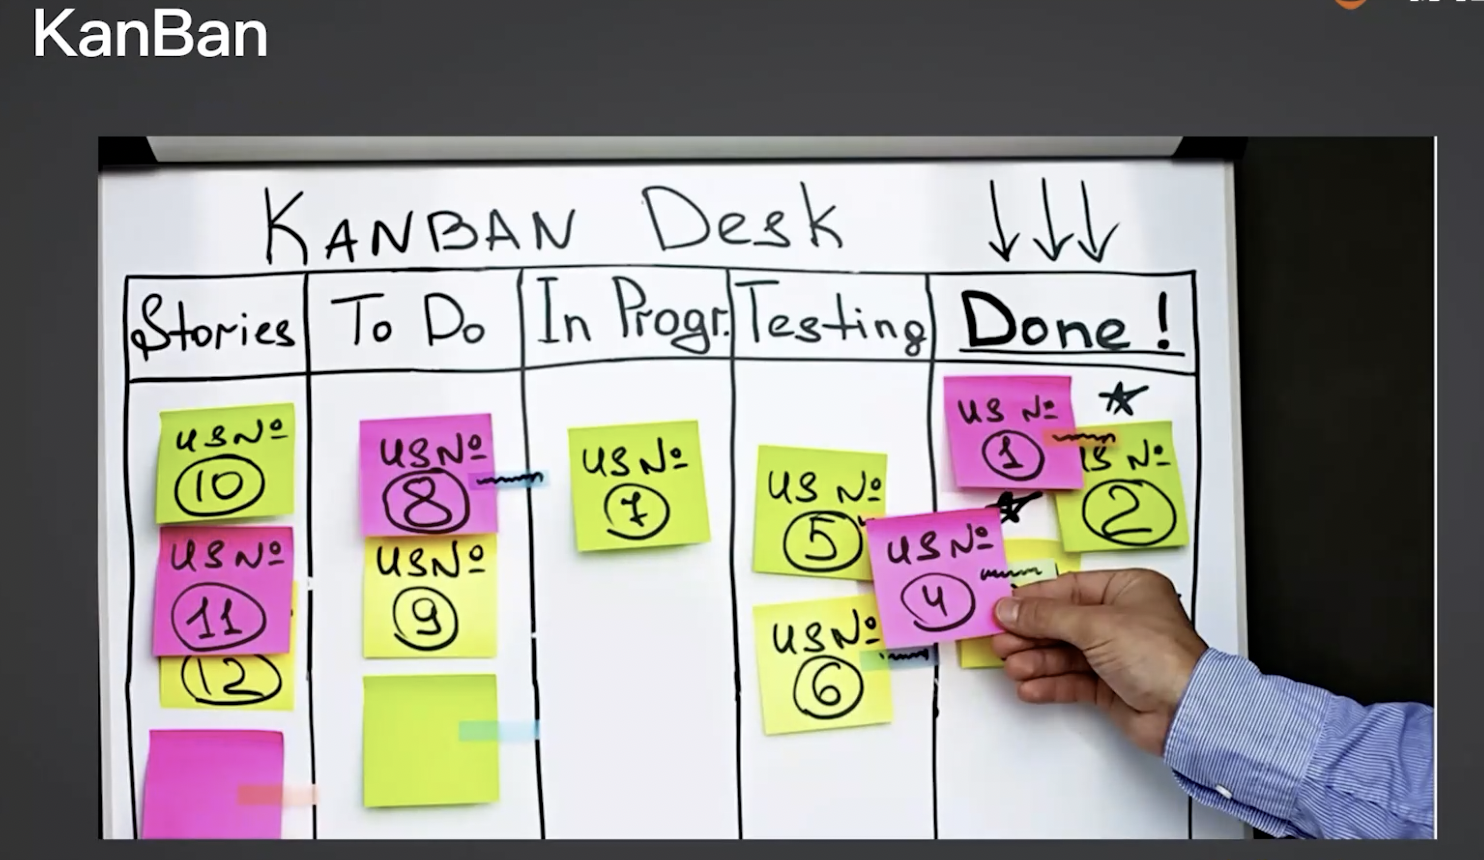 KanBan
KANBAN Desk
Stories
To Do
In Progr.
Testing
Done!
US №
10
US №
11
12
US №
8
US №
9
US №
7
US №
5
US №
6
US №
4
US №
1
US №
2